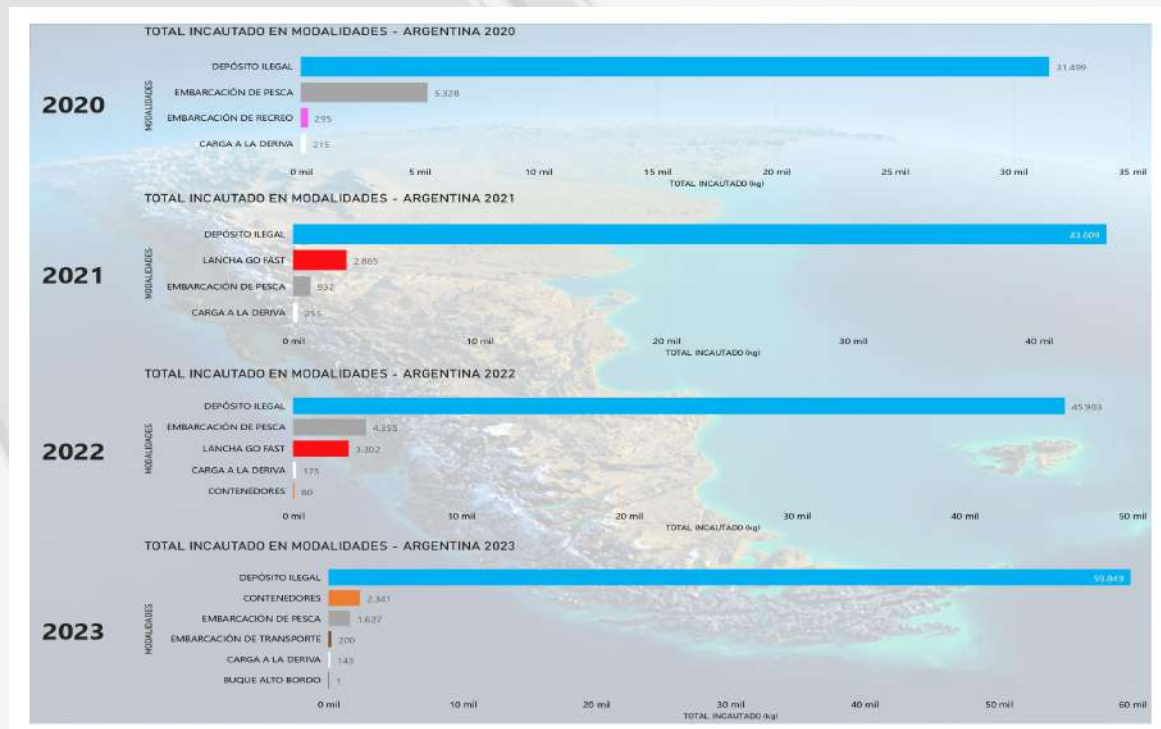 TOTAL INCAUTADO EN MODALIDADES - ARGENTINA 2020
2020
MODALIDADES
DEPÓSITO ILEGAL 31.499
EMBARCACIÓN DE PESCA 5.328
EMBARCACIÓN DE RECREO 295
CARGA A LA DERIVA 215
0 mil 5 mil 10 mil 15 mil 20 mil 25 mil 30 mil 35 mil
TOTAL INCAUTADO (kg)
TOTAL INCAUTADO EN MODALIDADES - ARGENTINA 2021
2021
MODALIDADES
DEPÓSITO ILEGAL 43.609
LANCHA GO FAST 2.865
EMBARCACIÓN DE PESCA 932
CARGA A LA DERIVA 255
0 mil 10 mil 20 mil 30 mil 40 mil
TOTAL INCAUTADO (kg)
TOTAL INCAUTADO EN MODALIDADES - ARGENTINA 2022
2022
MODALIDADES
DEPÓSITO ILEGAL 45.903
EMBARCACIÓN DE PESCA 4.355
LANCHA GO FAST 3.302
CARGA A LA DERIVA 175
CONTENEDORES 80
0 mil 10 mil 20 mil 30 mil 40 mil 50 mil
TOTAL INCAUTADO (kg)
TOTAL INCAUTADO EN MODALIDADES - ARGENTINA 2023
2023
MODALIDADES
DEPÓSITO ILEGAL 59.849
CONTENEDORES 2.341
EMBARCACIÓN DE PESCA 1.627
EMBARCACIÓN DE TRANSPORTE 200
CARGA A LA DERIVA 143
BUQUE ALTO BORDO 1
0 mil 10 mil 20 mil 30 mil 40 mil 50 mil 60 mil
TOTAL INCAUTADO (kg)